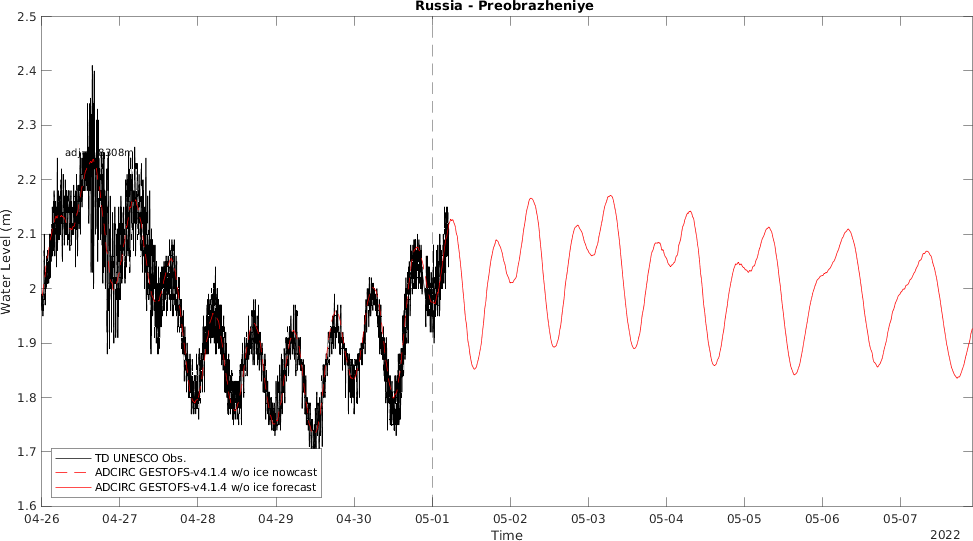 Russia - Preobrazheniye
2.5
2.4
2.3
2.2
2.1
2
1.9
1.8
1.7
1.6
Water Level (m)
TD UNESCO Obs.
ADCIRC GESTOFS-v4.1.4 w/o ice nowcast
ADCIRC GESTOFS-v4.1.4 w/o ice forecast
04-26 04-27 04-28 04-29 04-30 05-01 05-02 05-03 05-04 05-05 05-06 05-07
Time
2022